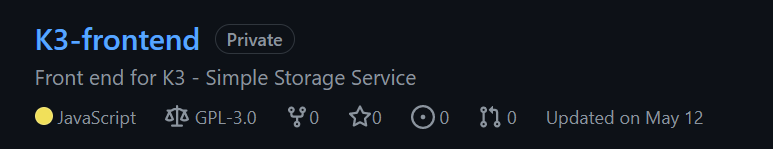 K3-frontend Private
Front end for K3 - Simple Storage Service
JavaScript GPL-3.0 0 0 0 0 Updated on May 12